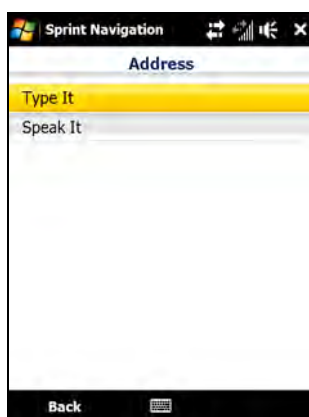 Sprint Navigation
Address
Type It
Speak It
Back